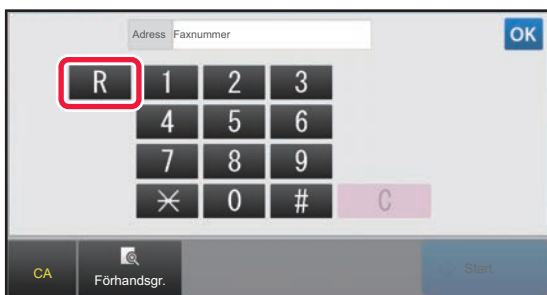 Adress Faxnummer OK
R 1 2 3
4 5 6
7 8 9
* 0 # C
CA Förhandsgr. Start